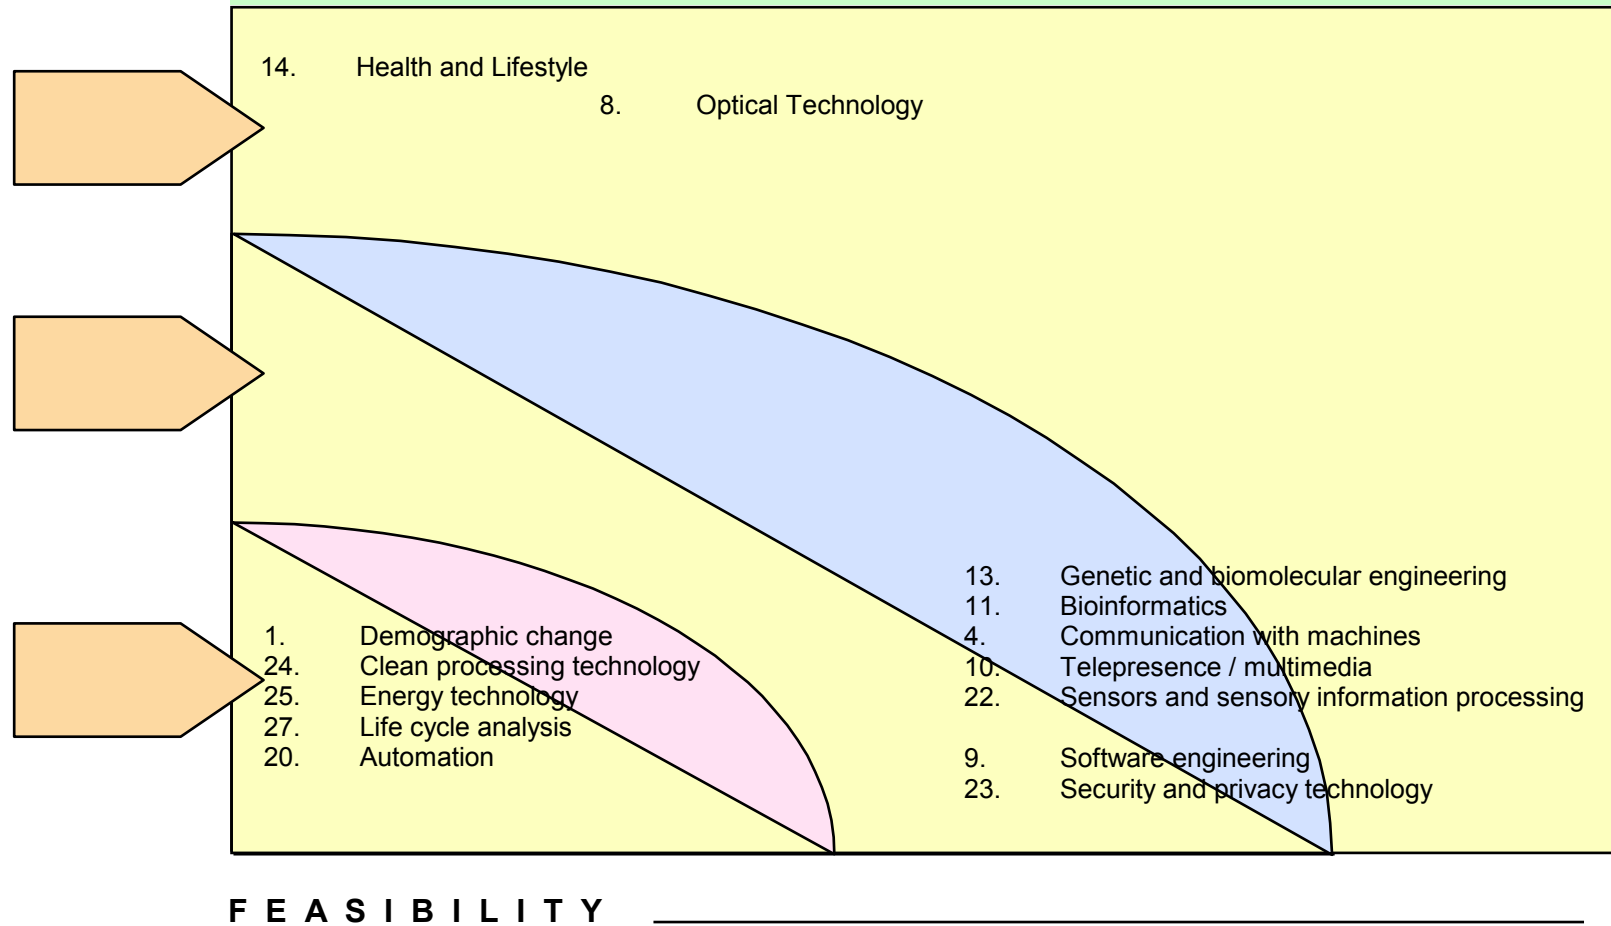 14. Health and Lifestyle
8. Optical Technology
13. Genetic and biomolecular engineering
11. Bioinformatics
4. Communication with machines
10. Telepresence / multimedia
22. Sensors and sensory information processing
9. Software engineering
23. Security and privacy technology
1. Demographic change
24. Clean processing technology
25. Energy technology
27. Life cycle analysis
20. Automation
FEASIBILITY